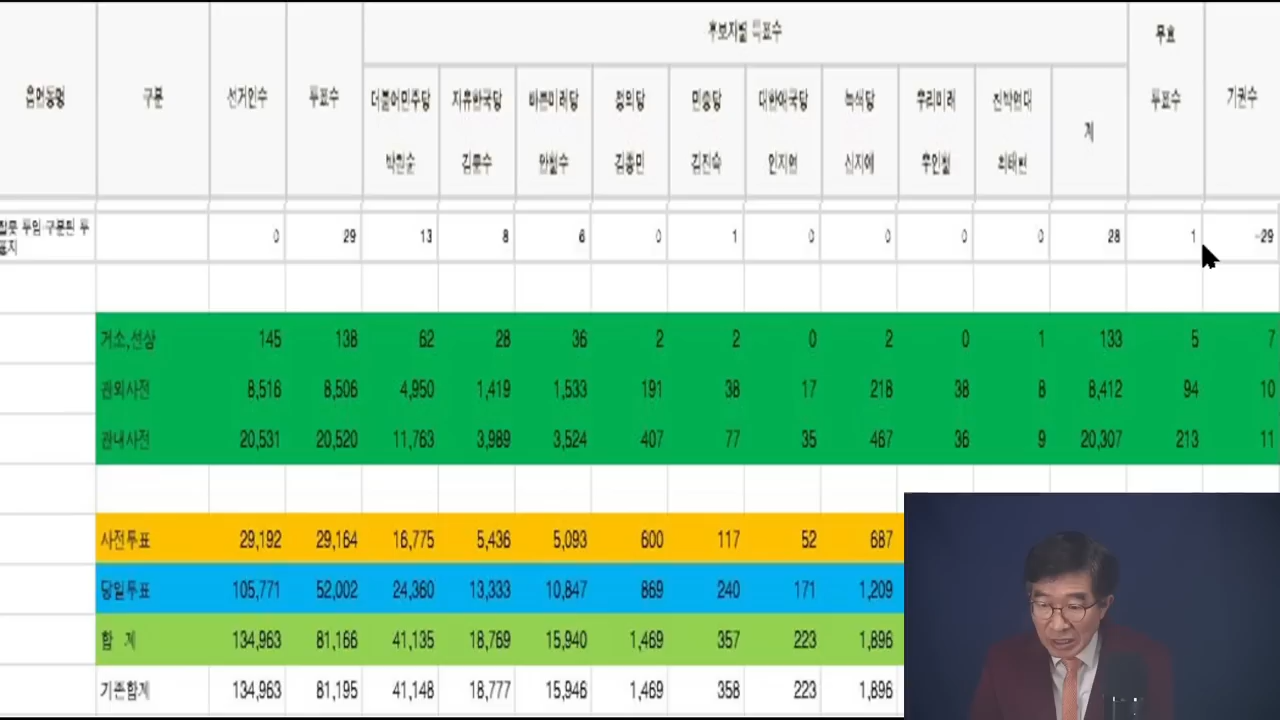 후보자별 득표수
무효
읍면동명 구분 선거인수 투표수 더불어민주당 자유한국당 바른미래당 정의당 민중당 대한애국당 녹색당 우리미래 친박연대 계 투표수 기권수
박원순 김문수 안철수 김종민 김진숙 인지연 신지예 우인철 최태현
잘못 투입·구분된 투 0 29 13 8 6 0 1 0 0 0 0 28 1 -29
표지
거소,선상 145 138 62 28 36 2 2 0 2 0 1 133 5 7
관외사전 8,516 8,506 4,950 1,419 1,533 191 38 17 218 38 8 8,412 94 10
관내사전 20,531 20,520 11,763 3,989 3,524 407 77 35 467 36 9 20,307 213 11
사전투표 29,192 29,164 16,775 5,436 5,093 600 117 52 687
당일투표 105,771 52,002 24,360 13,333 10,847 869 240 171 1,209
합 계 134,963 81,166 41,135 18,769 15,940 1,469 357 223 1,896
기존합계 134,963 81,195 41,148 18,777 15,946 1,469 358 223 1,896